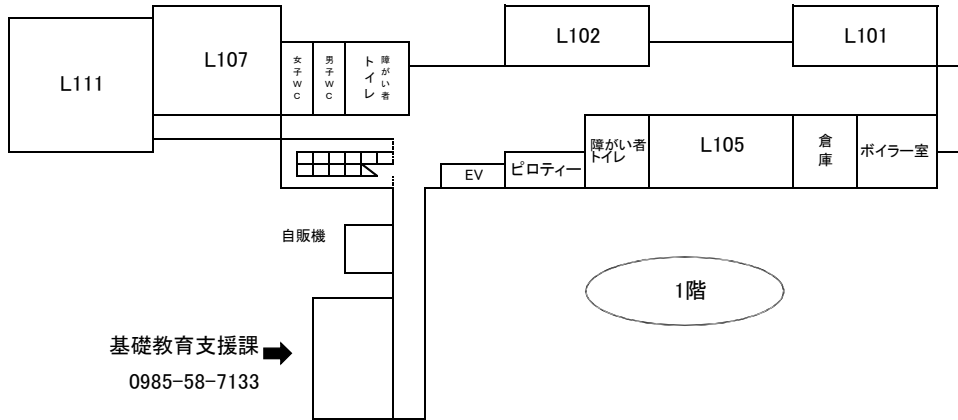 L111
L107
女子WC
男子WC
障がい者
トイレ
L102
L101
EV
ピロティー
障がい者
トイレ
L105
倉庫
ボイラー室
自販機
1階
基礎教育支援課
0985-58-7133